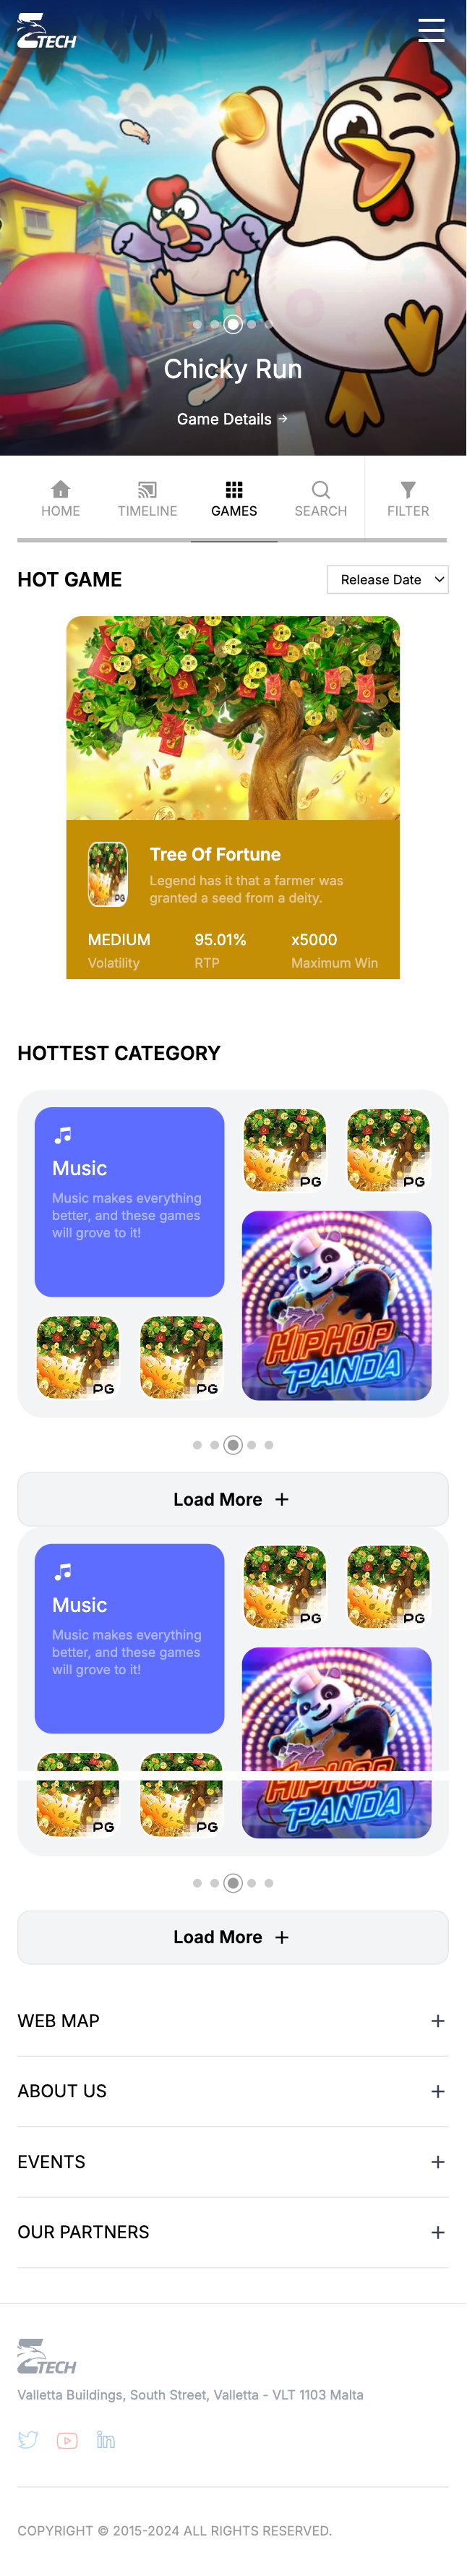 TECH
Chicky Run
Game Details →
HOME
TIMELINE
GAMES
SEARCH
FILTER
HOT GAME
Release Date
Tree Of Fortune
Legend has it that a farmer was
granted a seed from a deity.
MEDIUM
95.01%
x5000
Volatility
RTP
Maximum Win
HOTTEST CATEGORY
Music
Music makes everything
better, and these games
will grove to it!
PG
PG
HIPHOP
PANDA
PG
PG
Load More +
Music
Music makes everything
better, and these games
will grove to it!
PG
PG
HIPHOP
PANDA
PG
PG
Load More +
WEB MAP +
ABOUT US +
EVENTS +
OUR PARTNERS +
TECH
Valletta Buildings, South Street, Valletta - VLT 1103 Malta
in
COPYRIGHT © 2015-2024 ALL RIGHTS RESERVED.